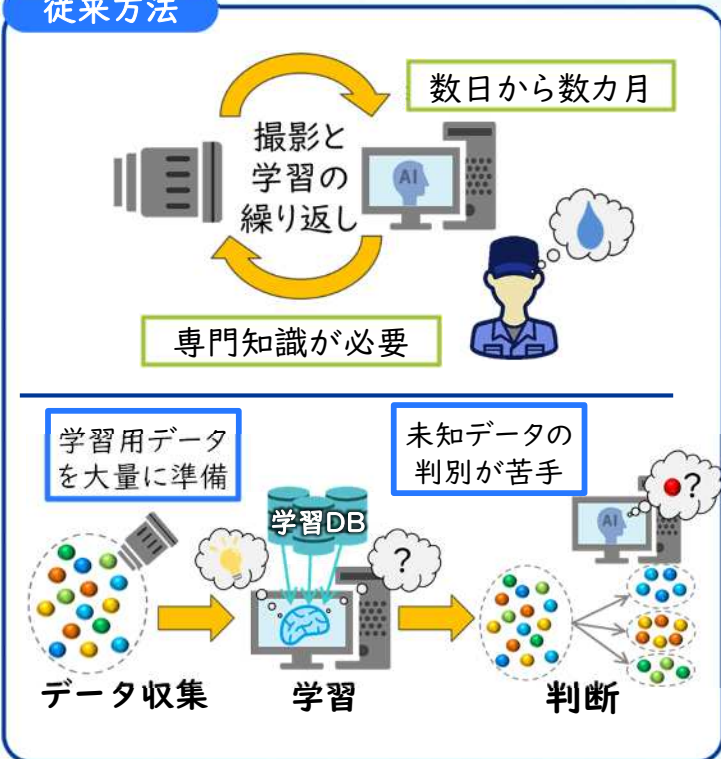 従来方法
数日から数カ月
撮影と
学習の
繰り返し
AI
専門知識が必要
学習用データ
を大量に準備
未知データの
判別が苦手
学習DB
?
AI
?
データ収集
学習
判断